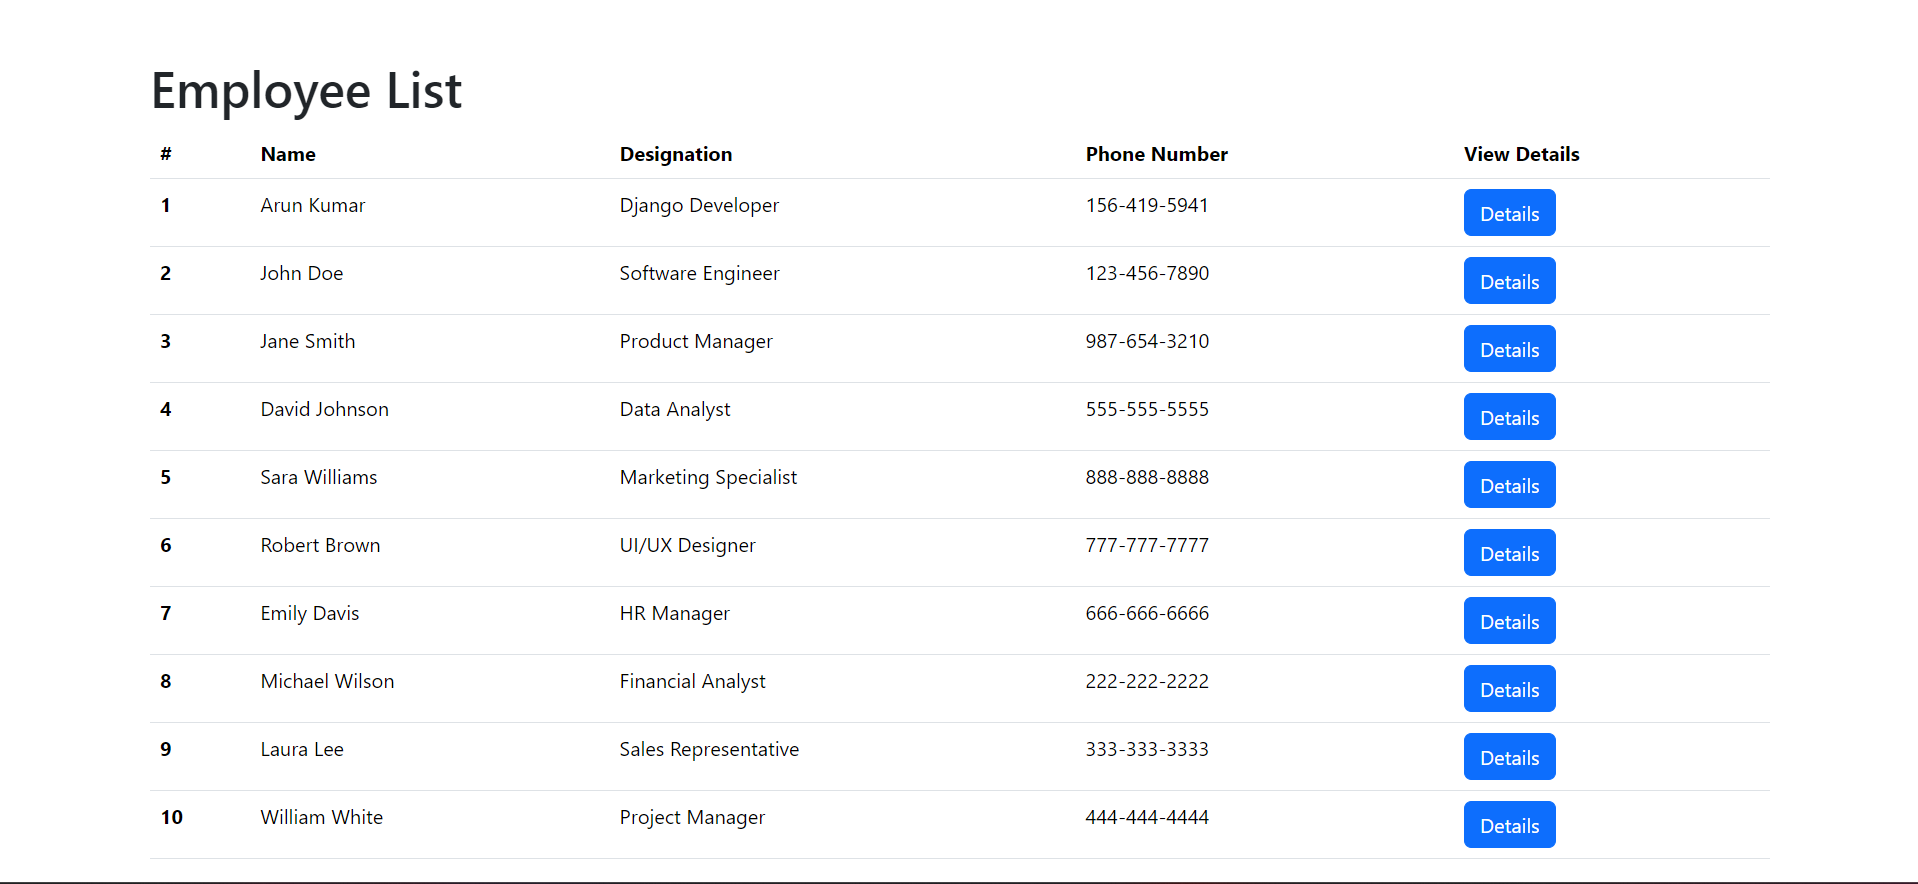 Employee List
# Name Designation Phone Number View Details
1 Arun Kumar Django Developer 156-419-5941 Details
2 John Doe Software Engineer 123-456-7890 Details
3 Jane Smith Product Manager 987-654-3210 Details
4 David Johnson Data Analyst 555-555-5555 Details
5 Sara Williams Marketing Specialist 888-888-8888 Details
6 Robert Brown UI/UX Designer 777-777-7777 Details
7 Emily Davis HR Manager 666-666-6666 Details
8 Michael Wilson Financial Analyst 222-222-2222 Details
9 Laura Lee Sales Representative 333-333-3333 Details
10 William White Project Manager 444-444-4444 Details